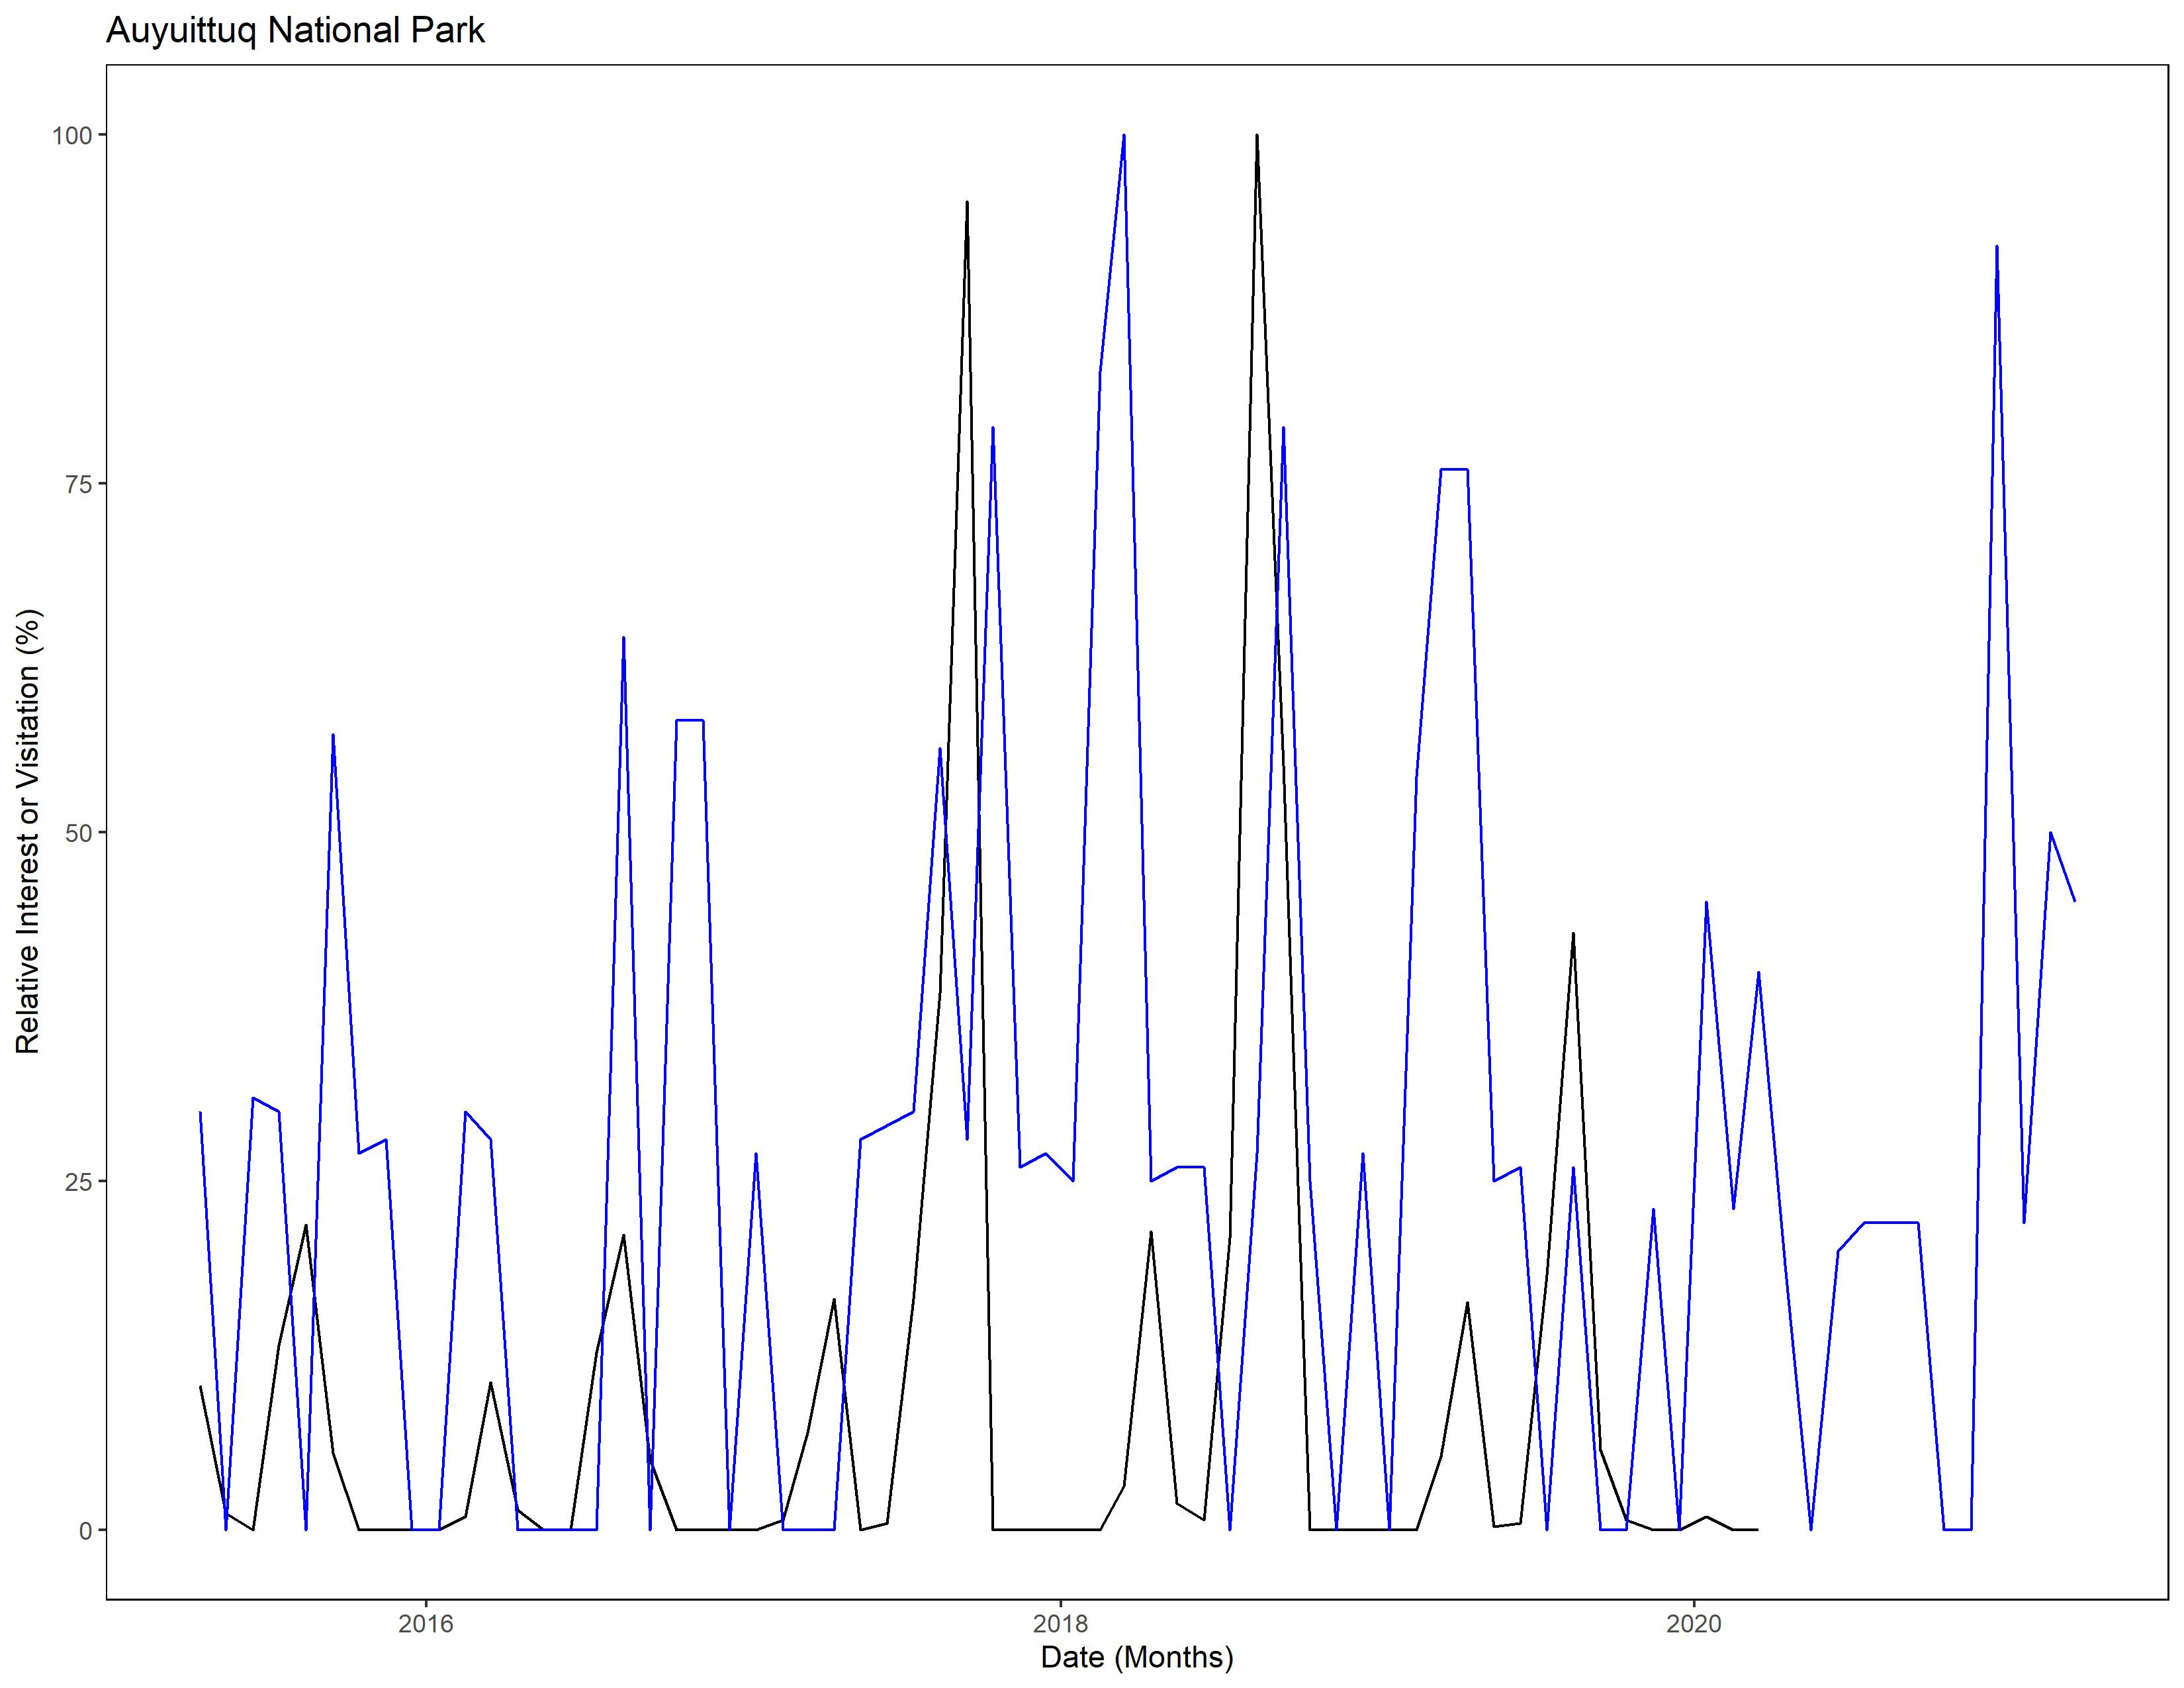 Auyuittuq National Park
Relative Interest or Visitation (%)
100
75
50
25
0
2016
2018
2020
Date (Months)